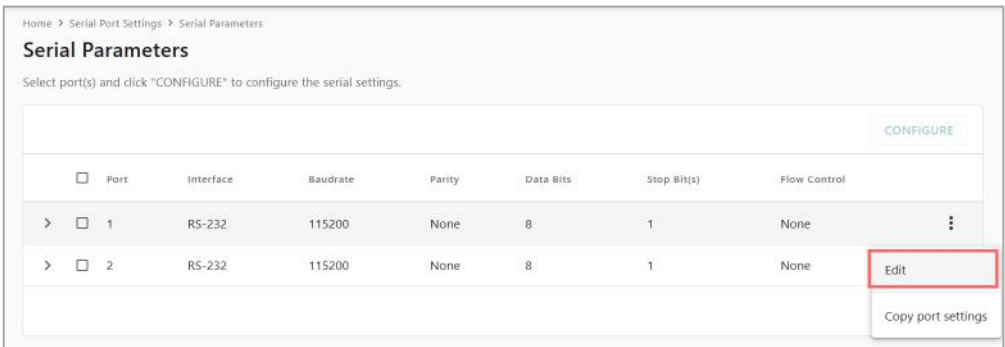 Home > Serial Port Settings > Serial Parameters
Serial Parameters
Select port(s) and click "CONFIGURE" to configure the serial settings.
CONFIGURE
Port Interface Baudrate Parity Data Bits Stop Bit(s) Flow Control
1 RS-232 115200 None 8 1 None
2 RS-232 115200 None 8 1 None
Edit
Copy port settings